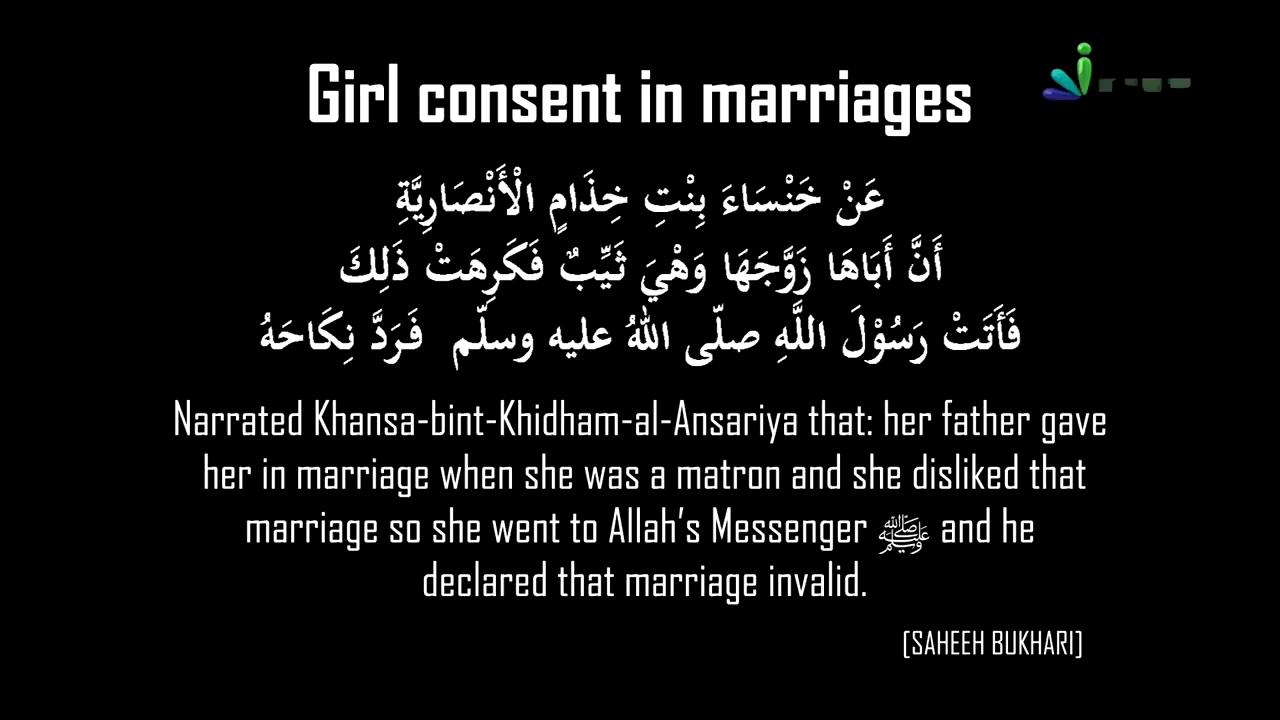 Girl consent in marriages
عَنْ خَنْسَاءَ بِنْتِ خِذَامٍ الْأَنْصَارِيَّةِ
أَنَّ أَبَاهَا زَوَّجَهَا وَهْيَ ثَيِّبٌ فَكَرِهَتْ ذَلِكَ
فَأَتَتْ رَسُوْلَ اللَّهِ صلّى اللهُ عليه وسلّم فَرَدَّ نِكَاحَهُ
Narrated Khansa-bint-Khidham-al-Ansariya that: her father gave
her in marriage when she was a matron and she disliked that
marriage so she went to Allah’s Messenger ﷺ and he
declared that marriage invalid.
[SAHEEH BUKHARI]